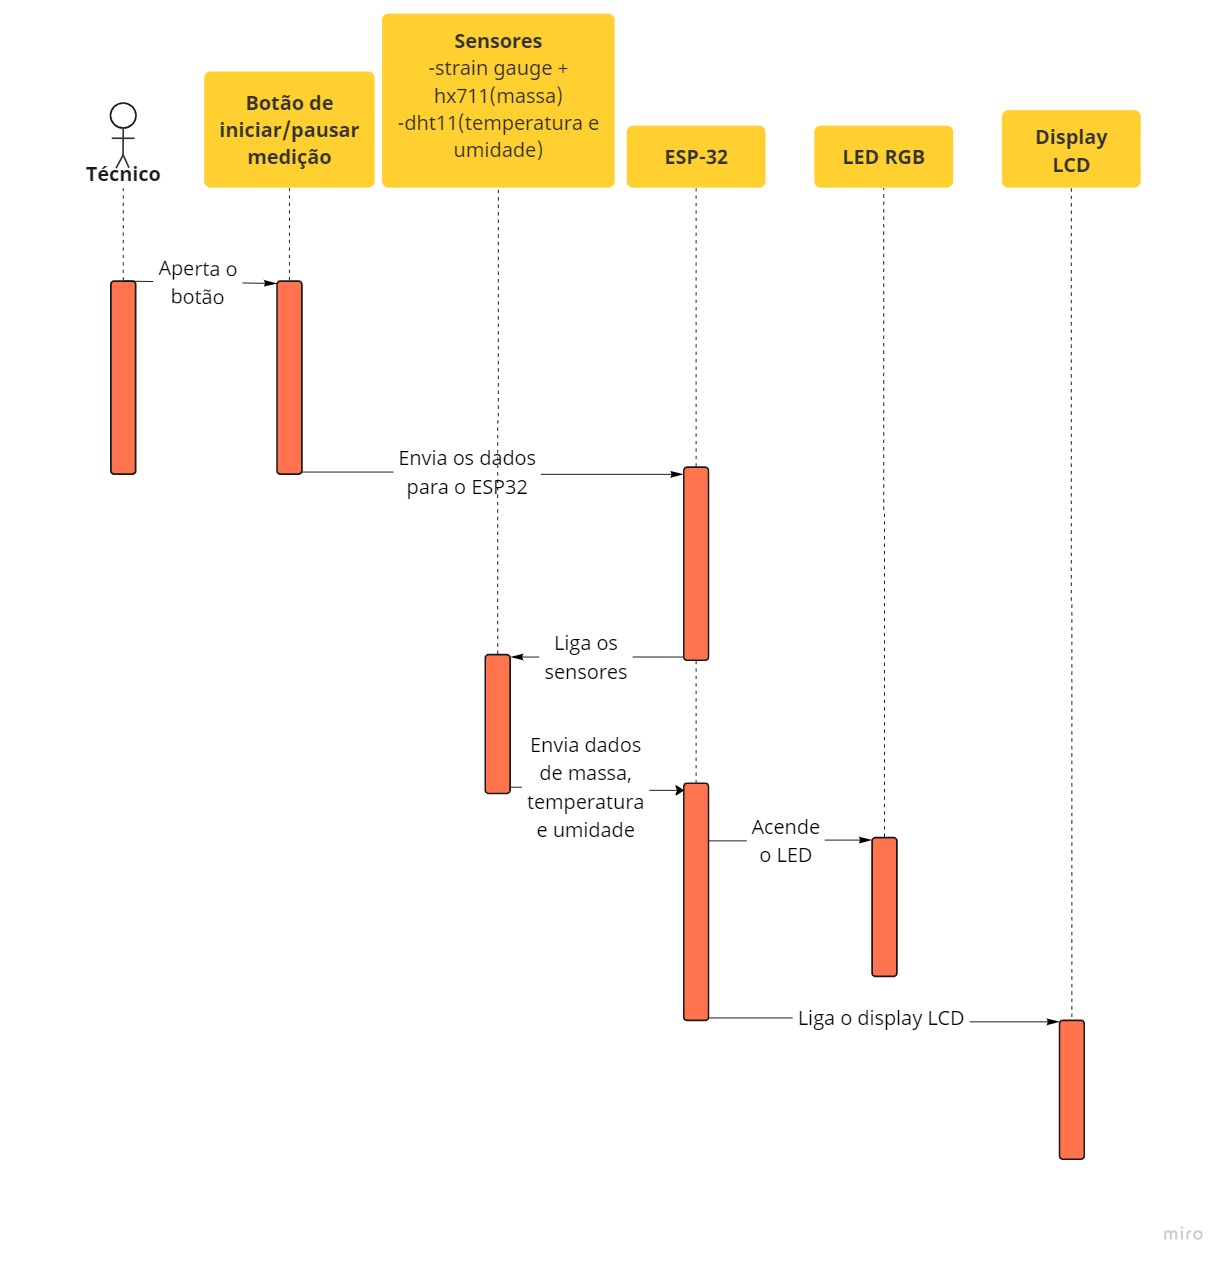 Sensores
-strain gauge +
hx711(massa)
-dht11(temperatura e
umidade)
Botão de
iniciar/pausar
medição
Técnico
ESP-32
LED RGB
Display
LCD
Aperta o
botão
Envia os dados
para o ESP32
Liga os
sensores
Envia dados
de massa,
temperatura
e umidade
Acende
o LED
Liga o display LCD
miro